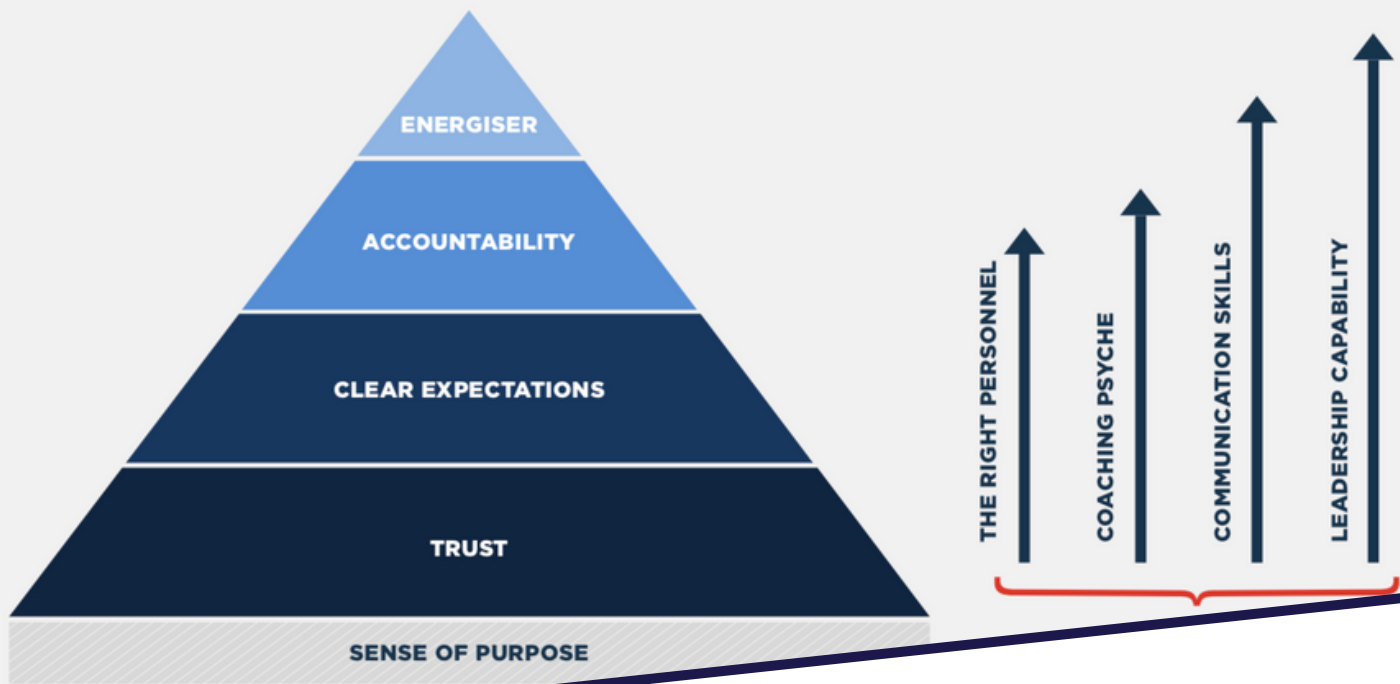 ENERGISER
ACCOUNTABILITY
CLEAR EXPECTATIONS
TRUST
SENSE OF PURPOSE
THE RIGHT PERSONNEL
COACHING PSYCHE
COMMUNICATION SKILLS
LEADERSHIP CAPABILITY